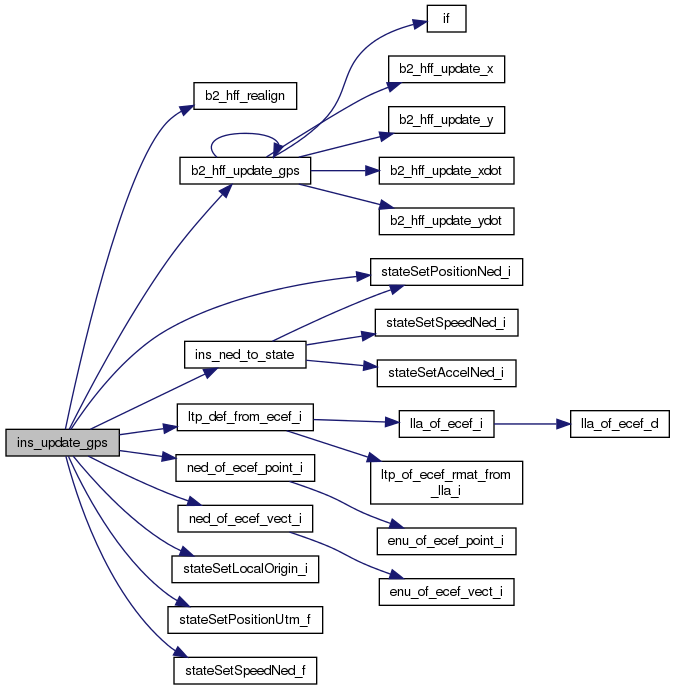 if
b2_hff_update_x
b2_hff_realign
b2_hff_update_y
b2_hff_update_gps
b2_hff_update_xdot
b2_hff_update_ydot
stateSetPositionNed_i
stateSetSpeedNed_i
ins_ned_to_state
stateSetAccelNed_i
ltp_def_from_ecef_i
lla_of_ecef_i
lla_of_ecef_d
ins_update_gps
ned_of_ecef_point_i
ltp_of_ecef_rmat_from
_lla_i
ned_of_ecef_vect_i
enu_of_ecef_point_i
stateSetLocalOrigin_i
enu_of_ecef_vect_i
stateSetPositionUtm_f
stateSetSpeedNed_f